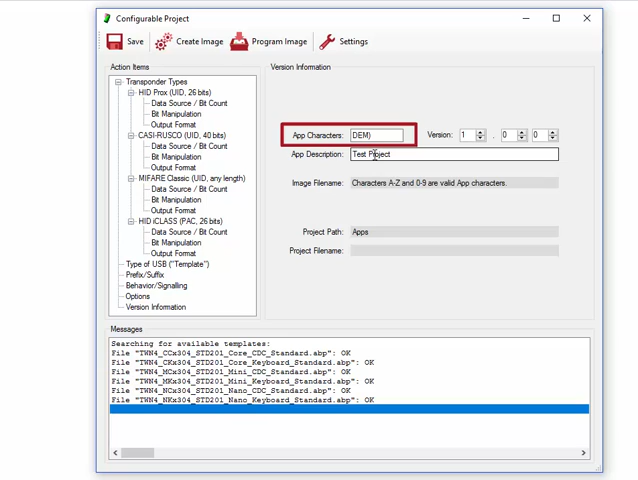 Configurable Project
Save Create Image Program Image Settings
Action Items
Transponder Types
HID Prox (UID, 26 bits)
Data Source / Bit Count
Bit Manipulation
Output Format
CASI-RUSCO (UID, 40 bits)
Data Source / Bit Count
Bit Manipulation
Output Format
MIFARE Classic (UID, any length)
Data Source / Bit Count
Bit Manipulation
Output Format
HID iCLASS (PAC, 26 bits)
Data Source / Bit Count
Bit Manipulation
Output Format
Type of USB ("Template")
Prefix/Suffix
Behavior/Signalling
Options
Version Information
Version Information
App Characters: DEM) Version: 1 . 0 0
App Description: Test Project
Image Filename: Characters A-Z and 0-9 are valid App characters.
Project Path: Apps
Project Filename:
Messages
Searching for available templates:
File "TWN4_CCx304_STD201_Core_CDC_Standard.abp": OK
File "TWN4_CKx304_STD201_Core_Keyboard_Standard.abp": OK
File "TWN4_MCx304_STD201_Mini_CDC_Standard.abp": OK
File "TWN4_MKx304_STD201_Mini_Keyboard_Standard.abp": OK
File "TWN4_NCx304_STD201_Nano_CDC_Standard.abp": OK
File "TWN4_NKx304_STD201_Nano_Keyboard_Standard.abp": OK